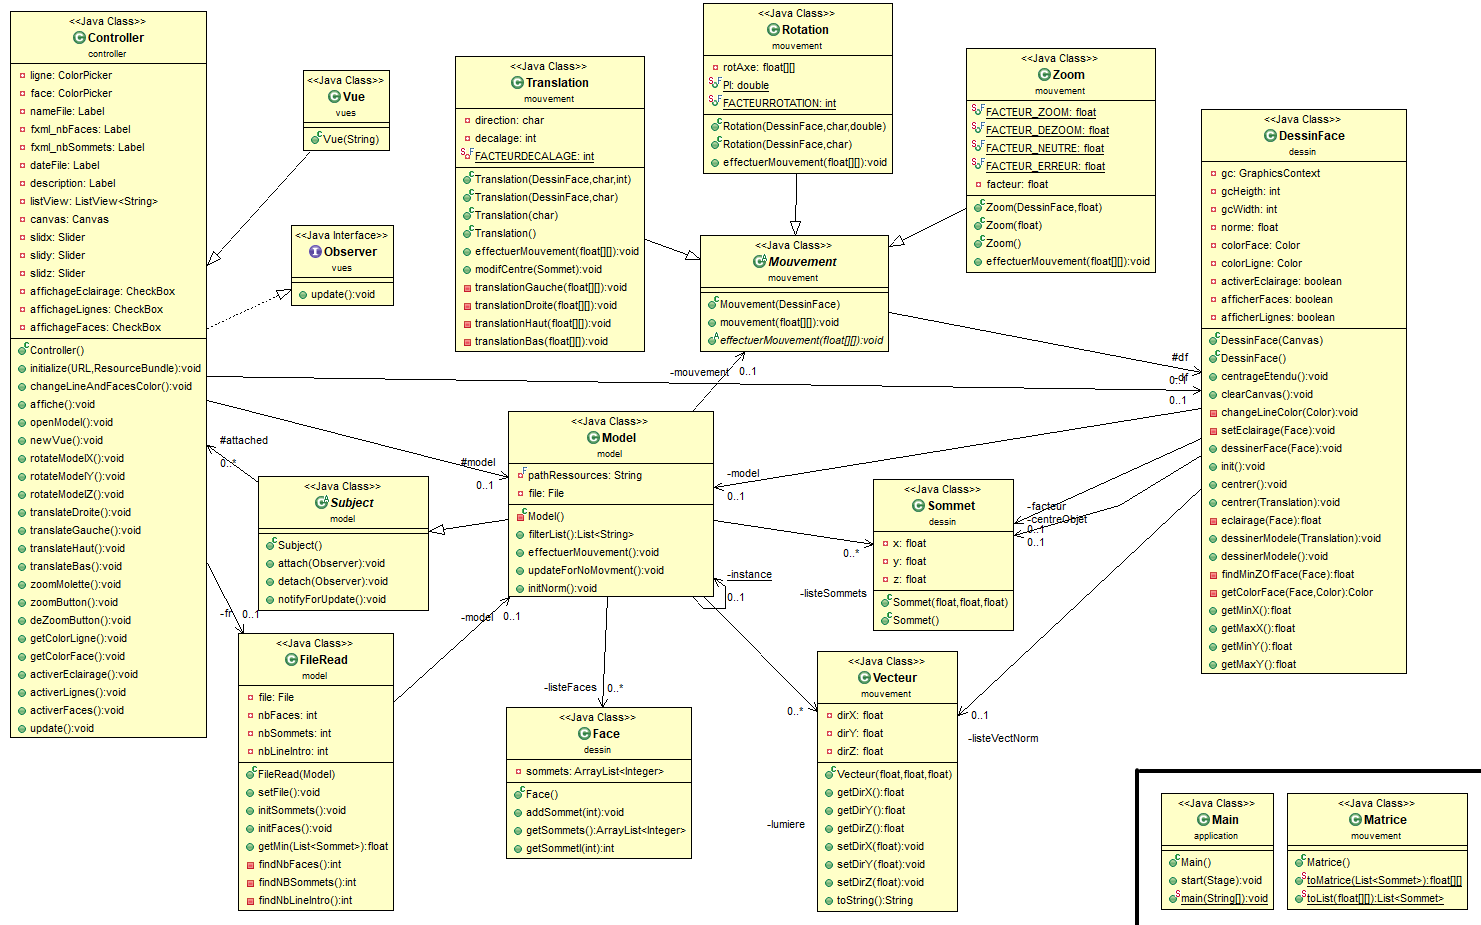 <<Java Class>>
Controller
controller
ligne: ColorPicker
face: ColorPicker
nameFile: Label
fxml_nbFaces: Label
fxml_nbSommets: Label
dateFile: Label
description: Label
listView: ListView<String>
canvas: Canvas
slidx: Slider
slidy: Slider
slidz: Slider
affichageEclairage: CheckBox
affichageLignes: CheckBox
affichageFaces: CheckBox
Controller()
initialize(URL,ResourceBundle):void
changeLineAndFacesColor():void
affiche():void
openModel():void
newVue():void
rotateModelX():void
rotateModelY():void
rotateModelZ():void
translateDroite():void
translateGauche():void
translateHaut():void
translateBas():void
zoomMolette():void
zoomButton():void
deZoomButton():void
getColorLigne():void
getColorFace():void
activerEclairage():void
activerLignes():void
activerFaces():void
update():void
<<Java Class>>
Vue
vues
Vue(String)
<<Java Interface>>
Observer
vues
update():void
<<Java Class>>
Translation
mouvement
direction: char
decalage: int
FACTEURDECALAGE: int
Translation(DessinFace,char,int)
Translation(DessinFace,char)
Translation(char)
Translation()
effectuerMouvement(float[][]):void
modifCentre(Sommet):void
translationGauche(float[][]):void
translationDroite(float[][]):void
translationHaut(float[][]):void
translationBas(float[][]):void
<<Java Class>>
Rotation
mouvement
rotAxe: float[][]
PI: double
FACTEURROTATION: int
Rotation(DessinFace,char,double)
Rotation(DessinFace,char)
effectuerMouvement(float[][]):void
<<Java Class>>
Zoom
mouvement
FACTEUR_ZOOM: float
FACTEUR_DEZOOM: float
FACTEUR_NEUTRE: float
FACTEUR_ERREUR: float
facteur: float
Zoom(DessinFace,float)
Zoom(float)
Zoom()
effectuerMouvement(float[][]):void
<<Java Class>>
Mouvement
mouvement
Mouvement(DessinFace)
mouvement(float[][]):void
effectuerMouvement(float[][]):void
<<Java Class>>
DessinFace
dessin
gc: GraphicsContext
gcHeigth: int
gcWidth: int
norme: float
colorFace: Color
colorLigne: Color
activerEclairage: boolean
afficherFaces: boolean
afficherLignes: boolean
DessinFace(Canvas)
DessinFace()
centrageEtendu():void
clearCanvas():void
changeLineColor(Color):void
setEclairage(Face):void
dessinerFace(Face):void
init():void
centrer():void
centrer(Translation):void
eclairage(Face):float
dessinerModele(Translation):void
dessinerModele():void
findMinZOfFace(Face):float
getColorFace(Face,Color):Color
getMinX():float
getMaxX():float
getMinY():float
getMaxY():float
#df
0..1
-df
0..1
-mouvement
0..1
#attached
0..*
#model
0..1
-model
0..1
<<Java Class>>
Subject
model
Subject()
attach(Observer):void
detach(Observer):void
notifyForUpdate():void
<<Java Class>>
Model
model
pathRessources: String
file: File
Model()
filterList():List<String>
effectuerMouvement():void
updateForNoMovment():void
initNorm():void
-instance
0..1
<<Java Class>>
Sommet
dessin
x: float
y: float
z: float
Sommet(float,float,float)
Sommet()
0..*
-listeSommets
-facteur
-centreObjet
0..1
0..1
-fr
0..1
-model
0..1
<<Java Class>>
FileRead
model
file: File
nbFaces: int
nbSommets: int
nbLineIntro: int
FileRead(Model)
setFile():void
initSommets():void
initFaces():void
getMin(List<Sommet>):float
findNbFaces():int
findNBSommets():int
findNbLineIntro():int
-listeFaces
0..*
<<Java Class>>
Face
dessin
sommets: ArrayList<Integer>
Face()
addSommet(int):void
getSommets():ArrayList<Integer>
getSommetI(int):int
<<Java Class>>
Vecteur
mouvement
dirX: float
dirY: float
dirZ: float
Vecteur(float,float,float)
getDirX():float
getDirY():float
getDirZ():float
setDirX(float):void
setDirY(float):void
setDirZ(float):void
toString():String
0..*
0..1
-listeVectNorm
-lumiere
<<Java Class>>
Main
application
Main()
start(Stage):void
main(String[]):void
<<Java Class>>
Matrice
mouvement
Matrice()
toMatrice(List<Sommet>):float[][]
toList(float[][]):List<Sommet>